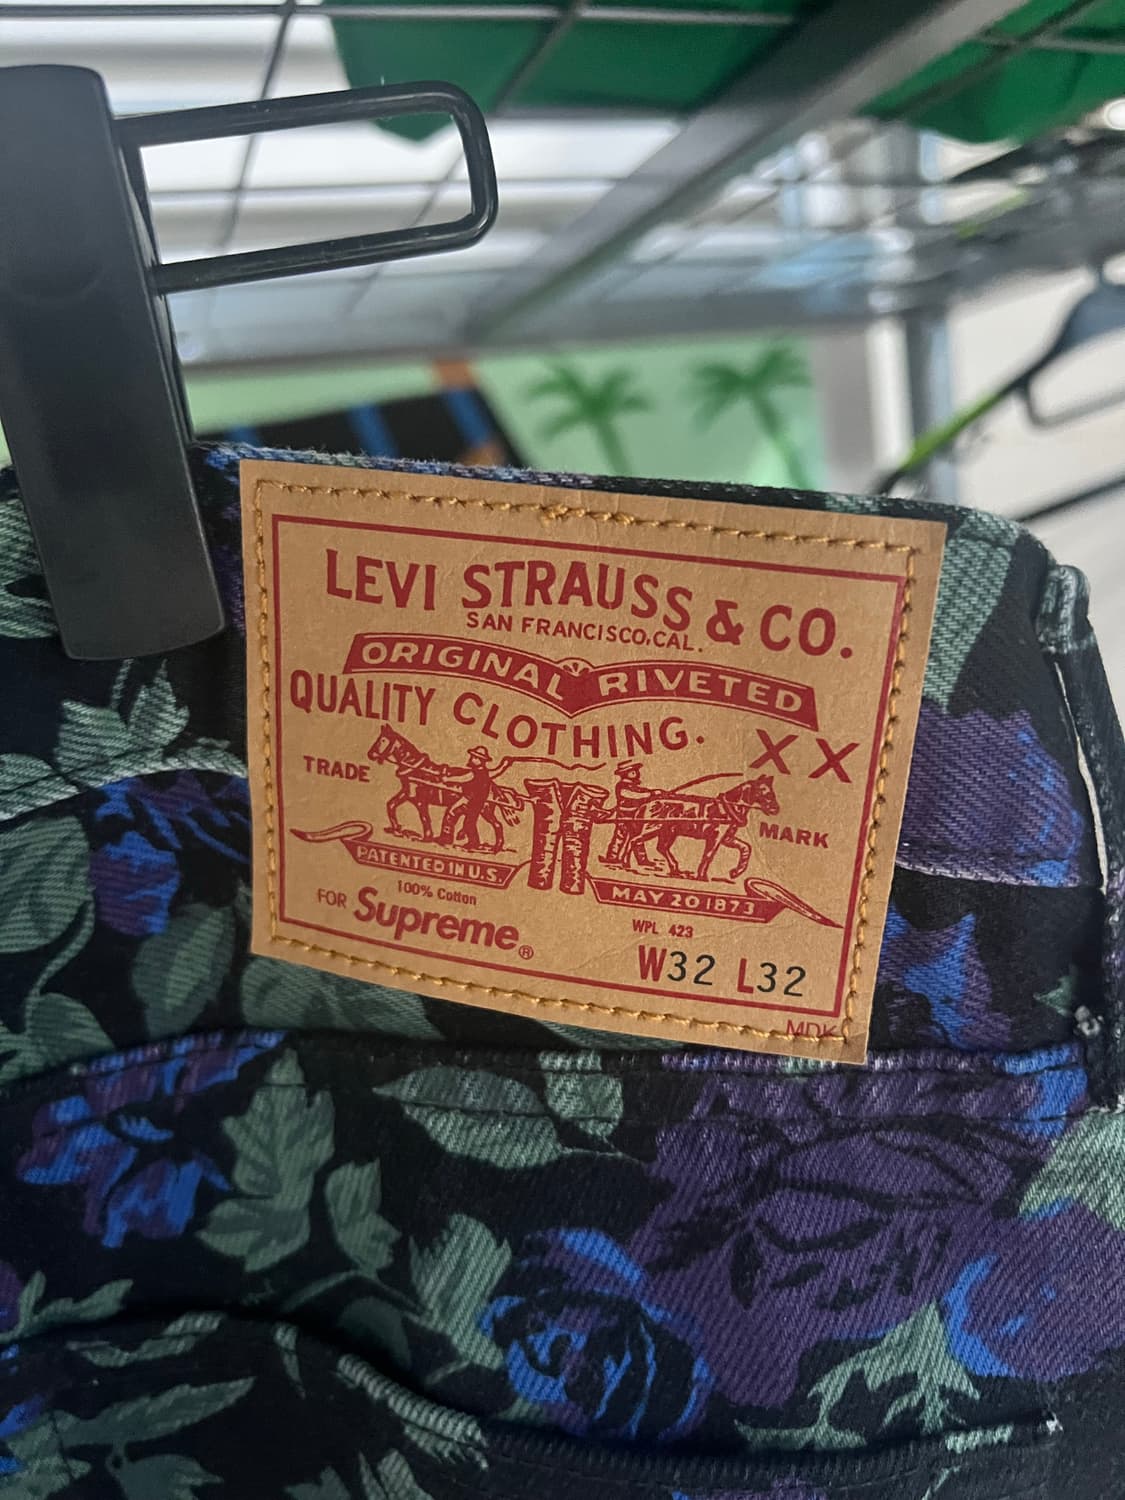 LEVI STRAUSS & CO.
SAN FRANCISCO, CAL.
ORIGINAL RIVETED
QUALITY CLOTHING.
XX
TRADE MARK
PATENTED IN U.S. MAY 20 1873
100% Cotton
FOR Supreme®
WPL 423
W32 L32
MDK